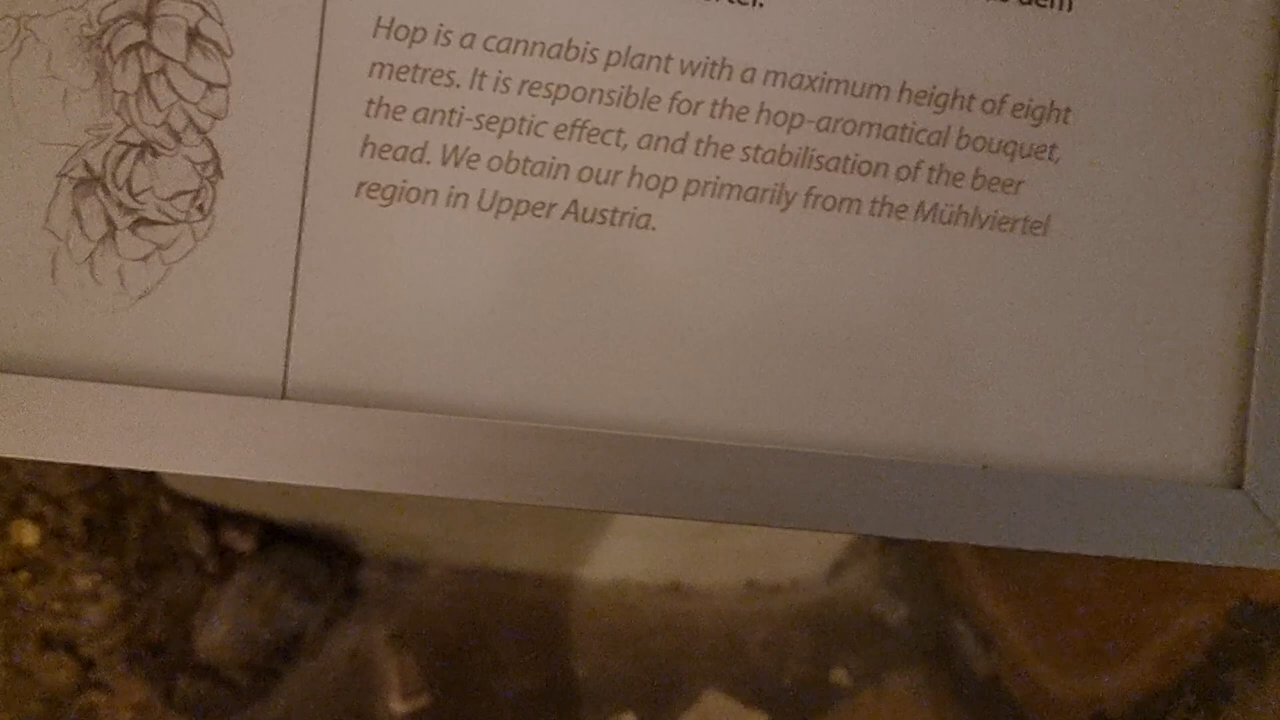 dem
Hop is a cannabis plant with a maximum height of eight
metres. It is responsible for the hop-aromatical bouquet,
the anti-septic effect, and the stabilisation of the beer
head. We obtain our hop primarily from the Mühlviertel
region in Upper Austria.